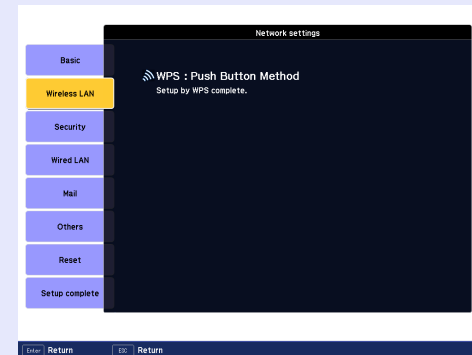 Network settings
Basic
Wireless LAN
Security
Wired LAN
Mail
Others
Reset
Setup complete
WPS : Push Button Method
Setup by WPS complete.
Enter Return ESC Return